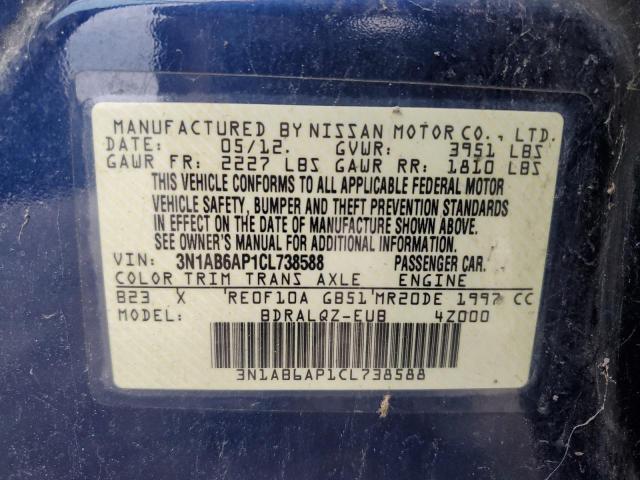 MANUFACTURED BY NISSAN MOTOR CO., LTD.
DATE: 05/12. GVWR: 3951 LBS
GAWR FR: 2227 LBS GAWR RR: 1810 LBS
THIS VEHICLE CONFORMS TO ALL APPLICABLE FEDERAL MOTOR
VEHICLE SAFETY, BUMPER AND THEFT PREVENTION STANDARDS
IN EFFECT ON THE DATE OF MANUFACTURE SHOWN ABOVE.
SEE OWNER'S MANUAL FOR ADDITIONAL INFORMATION.
VIN: 3N1AB6AP1CL738588 PASSENGER CAR.
COLOR TRIM TRANS AXLE ENGINE
B23 X 'RE0F10A GB51'MR20DE 1997 CC
MODEL: BDRALQZ-EUB 4Z000
3N1AB6AP1CL738588